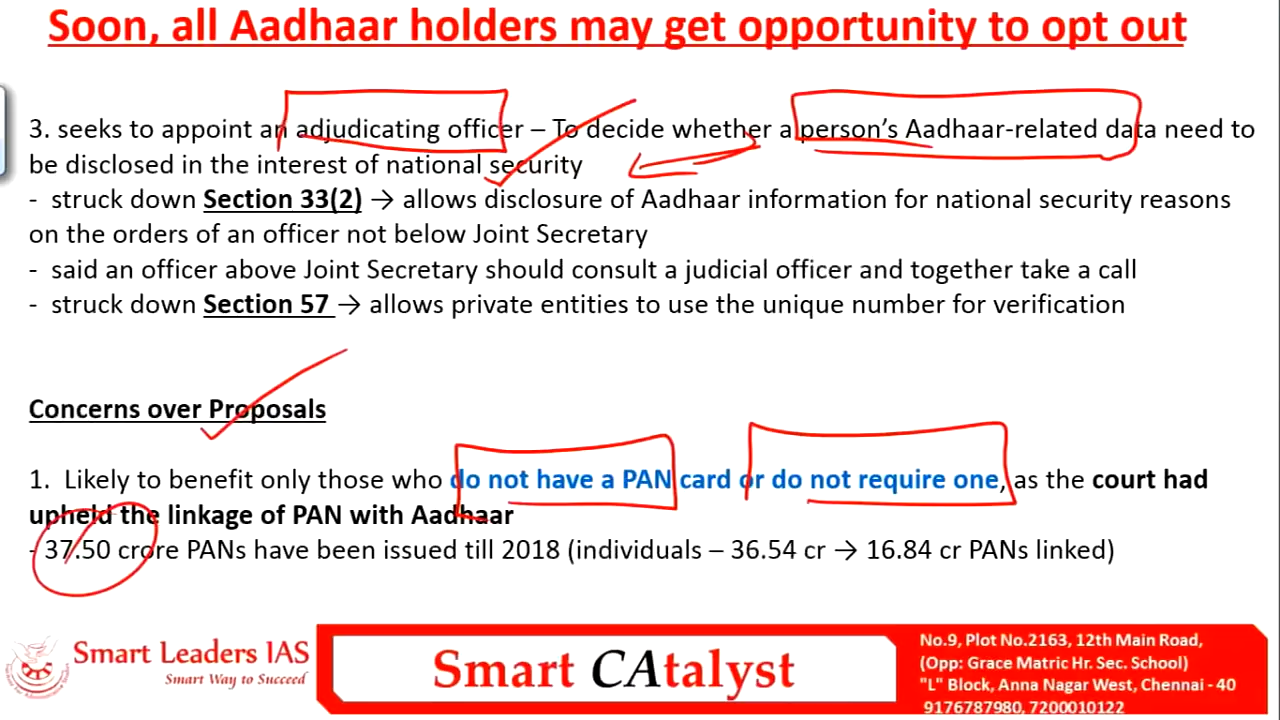 Soon, all Aadhaar holders may get opportunity to opt out
3. seeks to appoint an adjudicating officer – To decide whether a person's Aadhaar-related data need to
be disclosed in the interest of national security
- struck down Section 33(2) → allows disclosure of Aadhaar information for national security reasons
on the orders of an officer not below Joint Secretary
- said an officer above Joint Secretary should consult a judicial officer and together take a call
- struck down Section 57 → allows private entities to use the unique number for verification
Concerns over Proposals
1. Likely to benefit only those who do not have a PAN card or do not require one, as the court had
upheld the linkage of PAN with Aadhaar
- 37.50 crore PANs have been issued till 2018 (individuals – 36.54 cr → 16.84 cr PANs linked)
Smart Leaders IAS
Smart Way to Succeed
Smart CAtalyst
No.9, Plot No.2163, 12th Main Road,
(Opp: Grace Matric Hr. Sec. School)
"L" Block, Anna Nagar West, Chennai - 40
9176787980, 7200010122